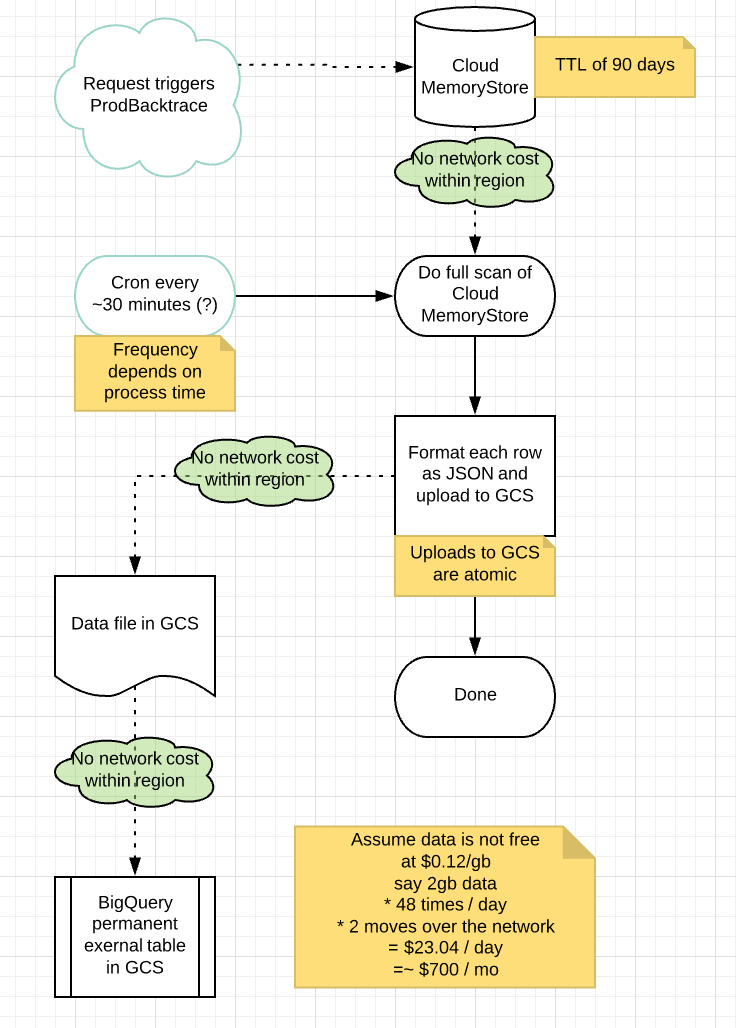 Request triggers
ProdBacktrace
Cloud
MemoryStore
TTL of 90 days
No network cost
within region
Cron every
~30 minutes (?)
Do full scan of
Cloud
MemoryStore
Frequency
depends on
process time
Format each row
as JSON and
upload to GCS
No network cost
within region
Uploads to GCS
are atomic
Data file in GCS
Done
No network cost
within region
BigQuery
permanent
exernal table
in GCS
Assume data is not free
at $0.12/gb
say 2gb data
* 48 times / day
* 2 moves over the network
= $23.04 / day
=~ $700 / mo